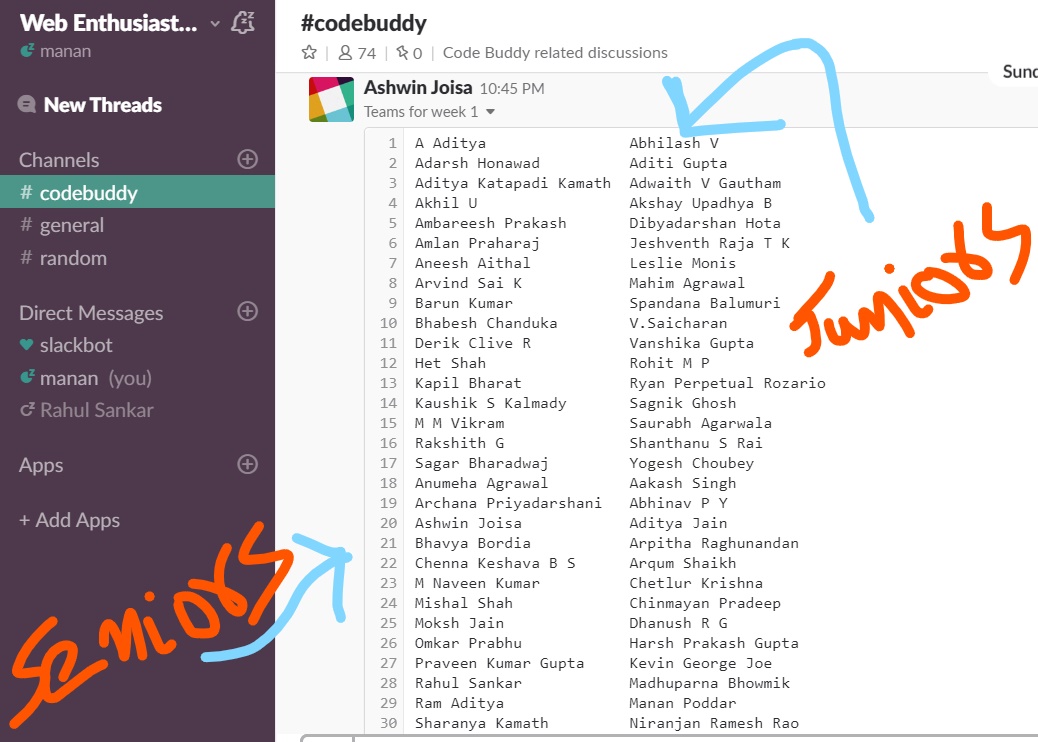 Web Enthusiast...
manan
New Threads
Channels
# codebuddy
# general
# random
Direct Messages
slackbot
manan (you)
Rahul Sankar
Apps
+ Add Apps
#codebuddy
74 | 0 | Code Buddy related discussions
Sund
Ashwin Joisa 10:45 PM
Teams for week 1
1 A Aditya Abhilash V
2 Adarsh Honawad Aditi Gupta
3 Aditya Katapadi Kamath Adwaith V Gautham
4 Akhil U Akshay Upadhya B
5 Ambareesh Prakash Dibyadarshan Hota
6 Amlan Praharaj Jeshventh Raja T K
7 Aneesh Aithal Leslie Monis
8 Arvind Sai K Mahim Agrawal
9 Barun Kumar Spandana Balumuri
10 Bhabesh Chanduka V.Saicharan
11 Derik Clive R Vanshika Gupta
12 Het Shah Rohit M P
13 Kapil Bharat Ryan Perpetual Rozario
14 Kaushik S Kalmady Sagnik Ghosh
15 M M Vikram Saurabh Agarwala
16 Rakshith G Shanthanu S Rai
17 Sagar Bharadwaj Yogesh Choubey
18 Anumeha Agrawal Aakash Singh
19 Archana Priyadarshani Abhinav P Y
20 Ashwin Joisa Aditya Jain
21 Bhavya Bordia Arpitha Raghunandan
22 Chenna Keshava B S Arqum Shaikh
23 M Naveen Kumar Chetlur Krishna
24 Mishal Shah Chinmayan Pradeep
25 Moksh Jain Dhanush R G
26 Omkar Prabhu Harsh Prakash Gupta
27 Praveen Kumar Gupta Kevin George Joe
28 Rahul Sankar Madhuparna Bhowmik
29 Ram Aditya Manan Poddar
30 Sharanya Kamath Niranjan Ramesh Rao
Juniors
Seniors